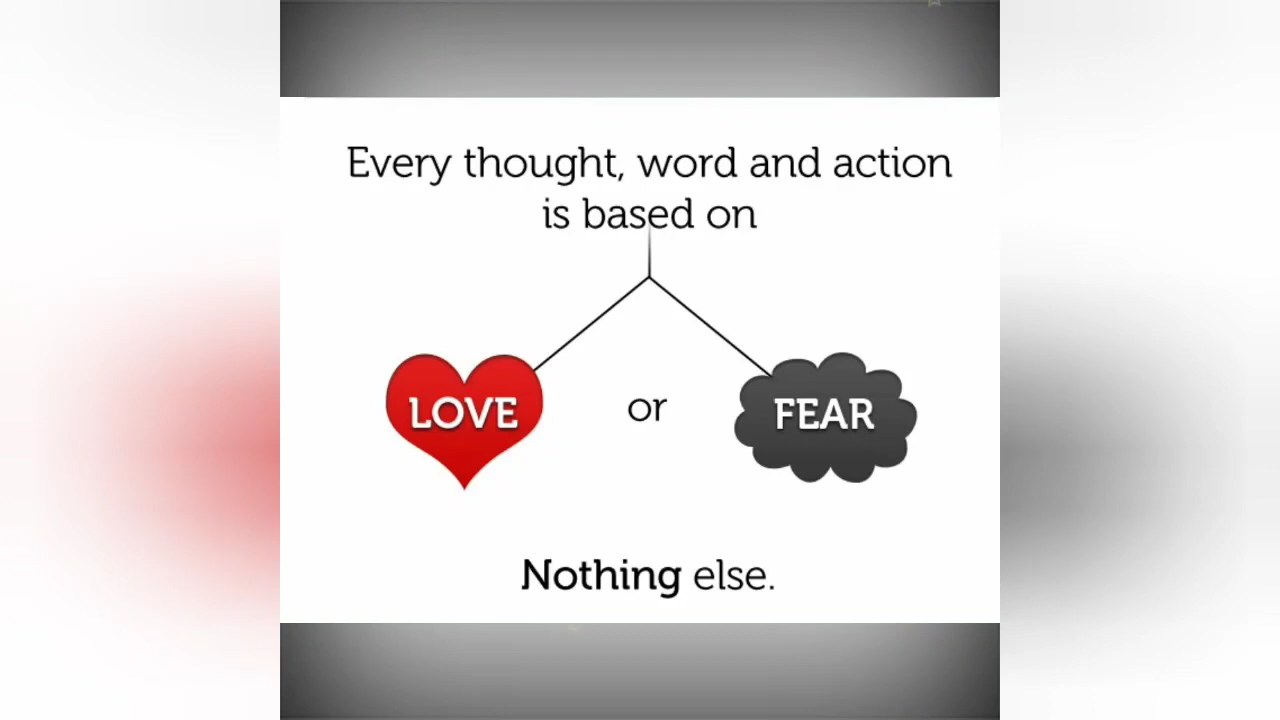 Every thought, word and action
is based on
LOVE or FEAR
Nothing else.